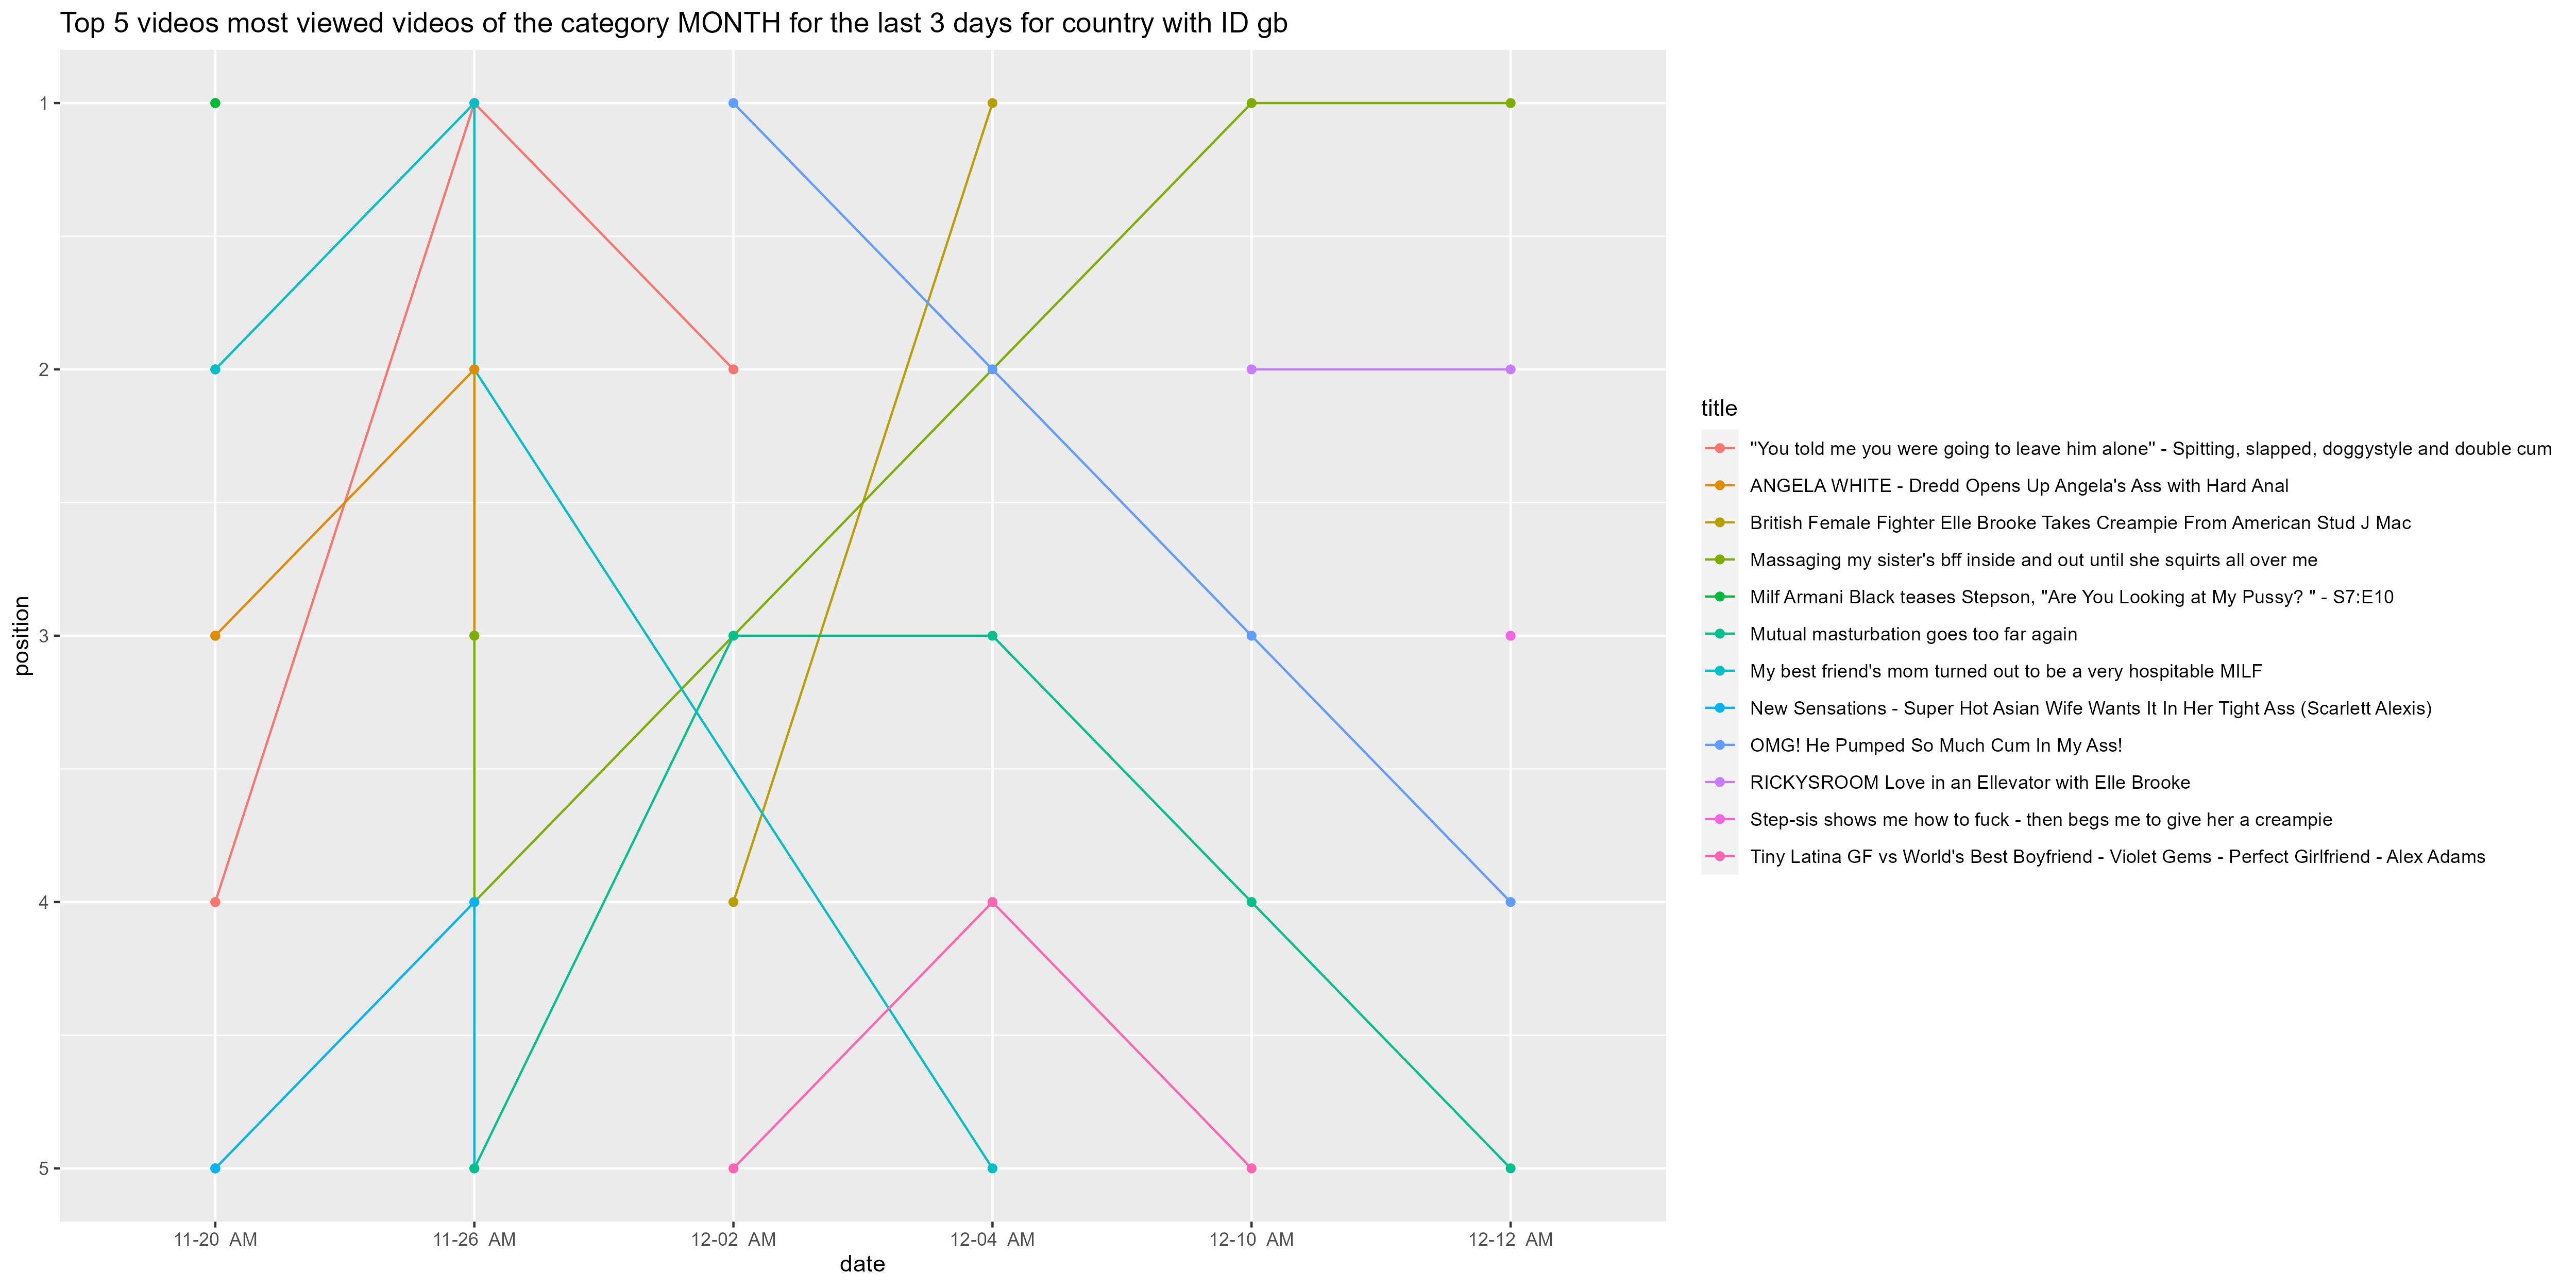 Top 5 videos most viewed videos of the category MONTH for the last 3 days for country with ID gb
position
1
2
3
4
5
11-20  AM
11-26  AM
12-02  AM
12-04  AM
12-10  AM
12-12  AM
date
title
"You told me you were going to leave him alone" - Spitting, slapped, doggystyle and double cum
ANGELA WHITE - Dredd Opens Up Angela's Ass with Hard Anal
British Female Fighter Elle Brooke Takes Creampie From American Stud J Mac
Massaging my sister's bff inside and out until she squirts all over me
Milf Armani Black teases Stepson, "Are You Looking at My Pussy? " - S7:E10
Mutual masturbation goes too far again
My best friend's mom turned out to be a very hospitable MILF
New Sensations - Super Hot Asian Wife Wants It In Her Tight Ass (Scarlett Alexis)
OMG! He Pumped So Much Cum In My Ass!
RICKYSROOM Love in an Ellevator with Elle Brooke
Step-sis shows me how to fuck - then begs me to give her a creampie
Tiny Latina GF vs World's Best Boyfriend - Violet Gems - Perfect Girlfriend - Alex Adams